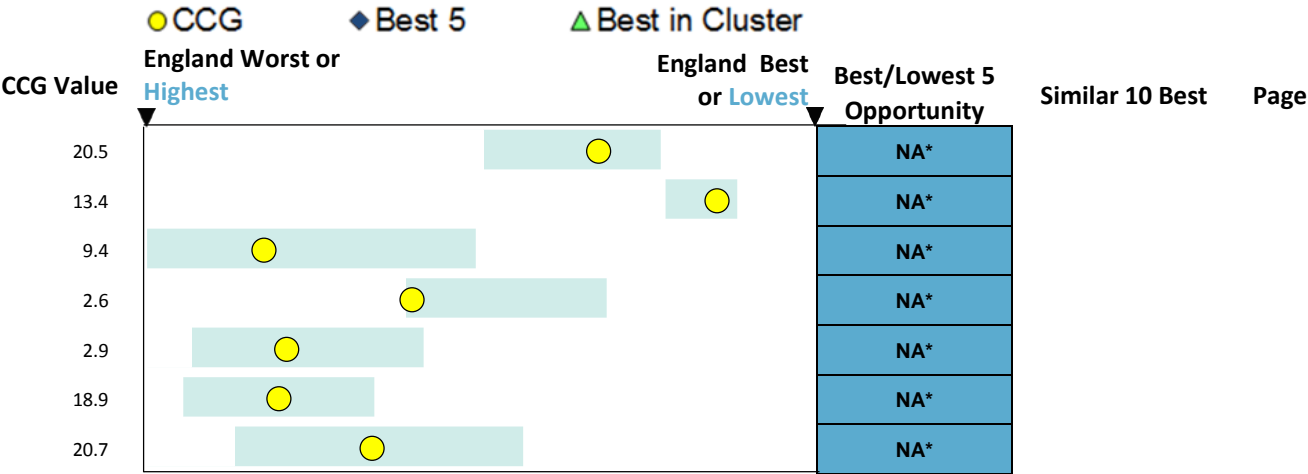 CCG Best 5 Best in Cluster
CCG Value England Worst or Highest England Best or Lowest Best/Lowest 5 Opportunity Similar 10 Best Page
20.5 NA*
13.4 NA*
9.4 NA*
2.6 NA*
2.9 NA*
18.9 NA*
20.7 NA*